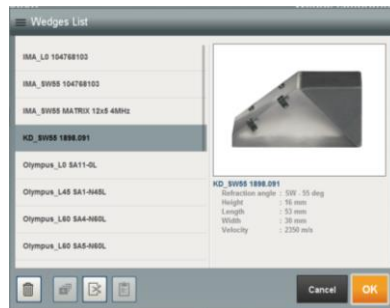 Wedges List
IMA_L0 104768103
IMA_SW55 104768103
IMA_SW55 MATRIX 12x5 4MHz
KD_SW55 1898.091
Olympus_L0 SA11-0L
Olympus_L45 SA1-N45L
Olympus_L60 SA4-N60L
Olympus_L60 SA5-N60L
KD_SW55 1898.091
Refraction angle : SW - 55 deg
Height : 16 mm
Length : 53 mm
Width : 30 mm
Velocity : 2350 m/s
Cancel
OK